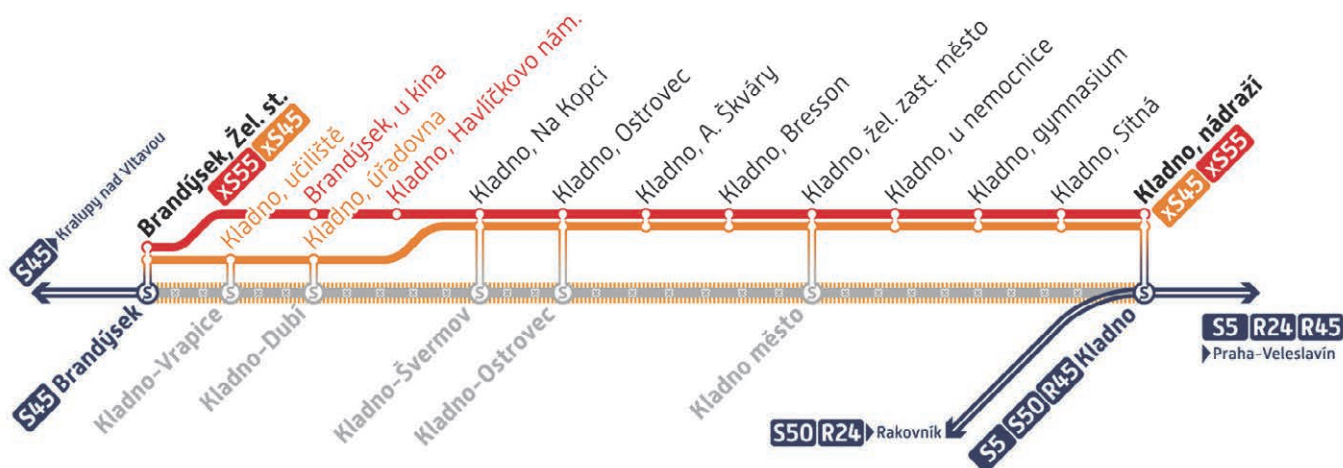 S45 Kralupy nad Vltavou
Brandýsek, Žel. st.
xS55 xS45
Kladno, učiliště
Brandýsek, u kina
Kladno, úřadovna
Kladno, Havlíčkovo nám.
Kladno, Na Kopci
Kladno, Ostrovec
Kladno, A. Škváry
Kladno, Bresson
Kladno, žel. zast. město
Kladno, u nemocnice
Kladno, gymnasium
Kladno, Sítná
Kladno, nádraží
xS45 xS55
S S S S S S S
S45 Brandýsek
Kladno-Vrapice
Kladno-Dubí
Kladno-Švermov
Kladno-Ostrovec
Kladno město
S5 S50 R45 Kladno
S5 R24 R45
Praha-Veleslavín
S50 R24 Rakovník